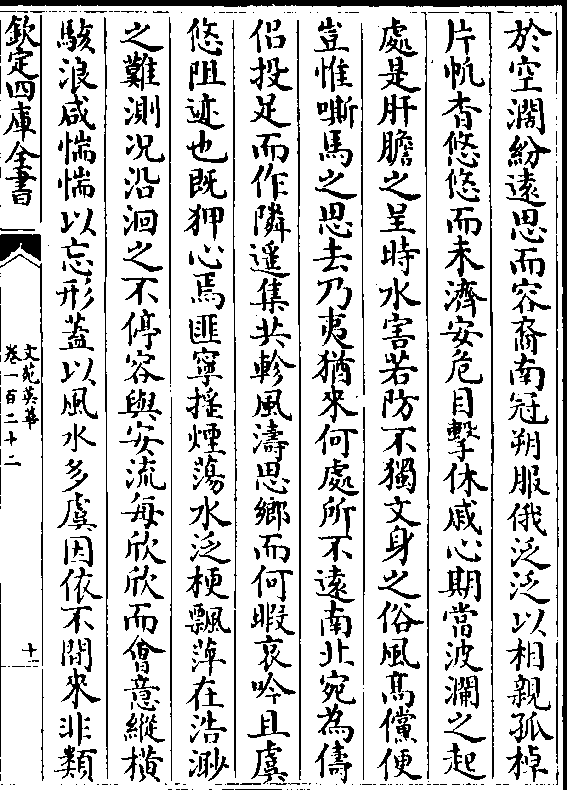 於空濶紛遠思而容裔南冠朔服俄泛泛以相親孤棹
片帆杳悠悠而未濟安危目擊休戚心期當波瀾之起
處是肝膽之呈時水害若防不獨文身之俗風髙儻便
豈惟嘶馬之思去乃夷猶來何處所不遠南北宛為儔
侣投足而作隣遥集共軫風濤思鄉而何暇哀吟且虞
悠阻迹也既狎心焉匪寧揺煙蕩水泛梗飄萍在浩渺
之難測况沿洄之不停容與安流每欣欣而㑹意縱横
駭浪咸惴惴以忘形葢以風水多虞因依不間來非類
欽定四庫全書
文苑英華
卷一百二十二
十一